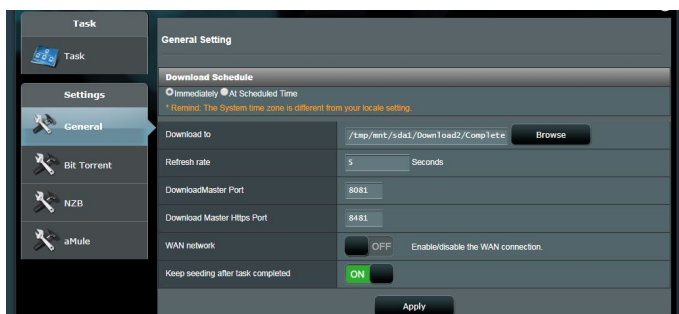 Task
Task
Settings
General
Bit Torrent
NZB
aMule
General Setting
Download Schedule
Immediately At Scheduled Time
* Remind: The System time zone is different from your locale setting.
Download to /tmp/mnt/sda1/Download2/Complete Browse
Refresh rate 5 Seconds
DownloadMaster Port 8081
Download Master Https Port 8481
WAN network OFF Enable/disable the WAN connection.
Keep seeding after task completed ON
Apply